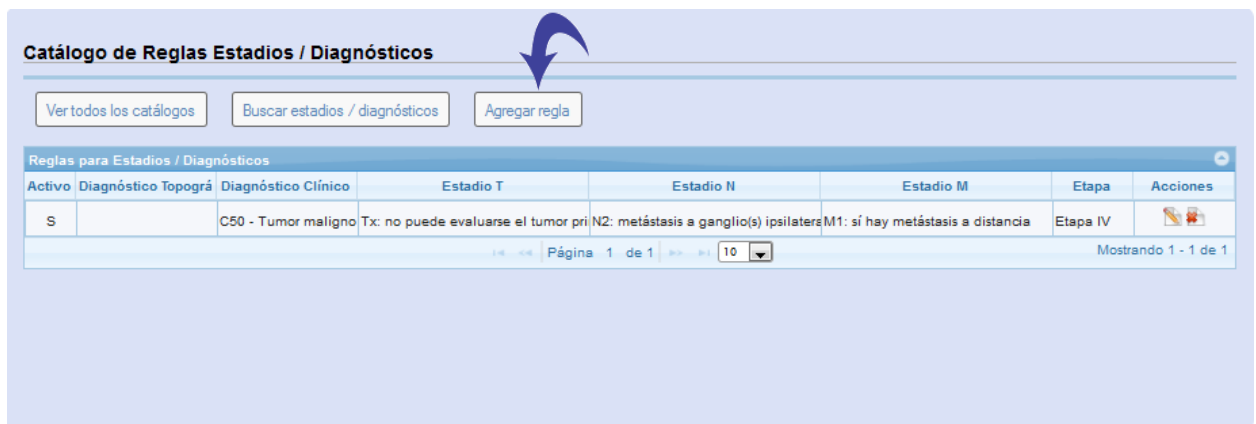 Catálogo de Reglas Estadios / Diagnósticos
Ver todos los catálogos Buscar estadios / diagnósticos Agregar regla
Reglas para Estadios / Diagnósticos
Activo Diagnóstico Topográ Diagnóstico Clínico Estadio T Estadio N Estadio M Etapa Acciones
S C50 - Tumor maligno Tx: no puede evaluarse el tumor pri N2: metástasis a ganglio(s) ipsilatera M1: sí hay metástasis a distancia Etapa IV
Página 1 de 1 10 Mostrando 1 - 1 de 1